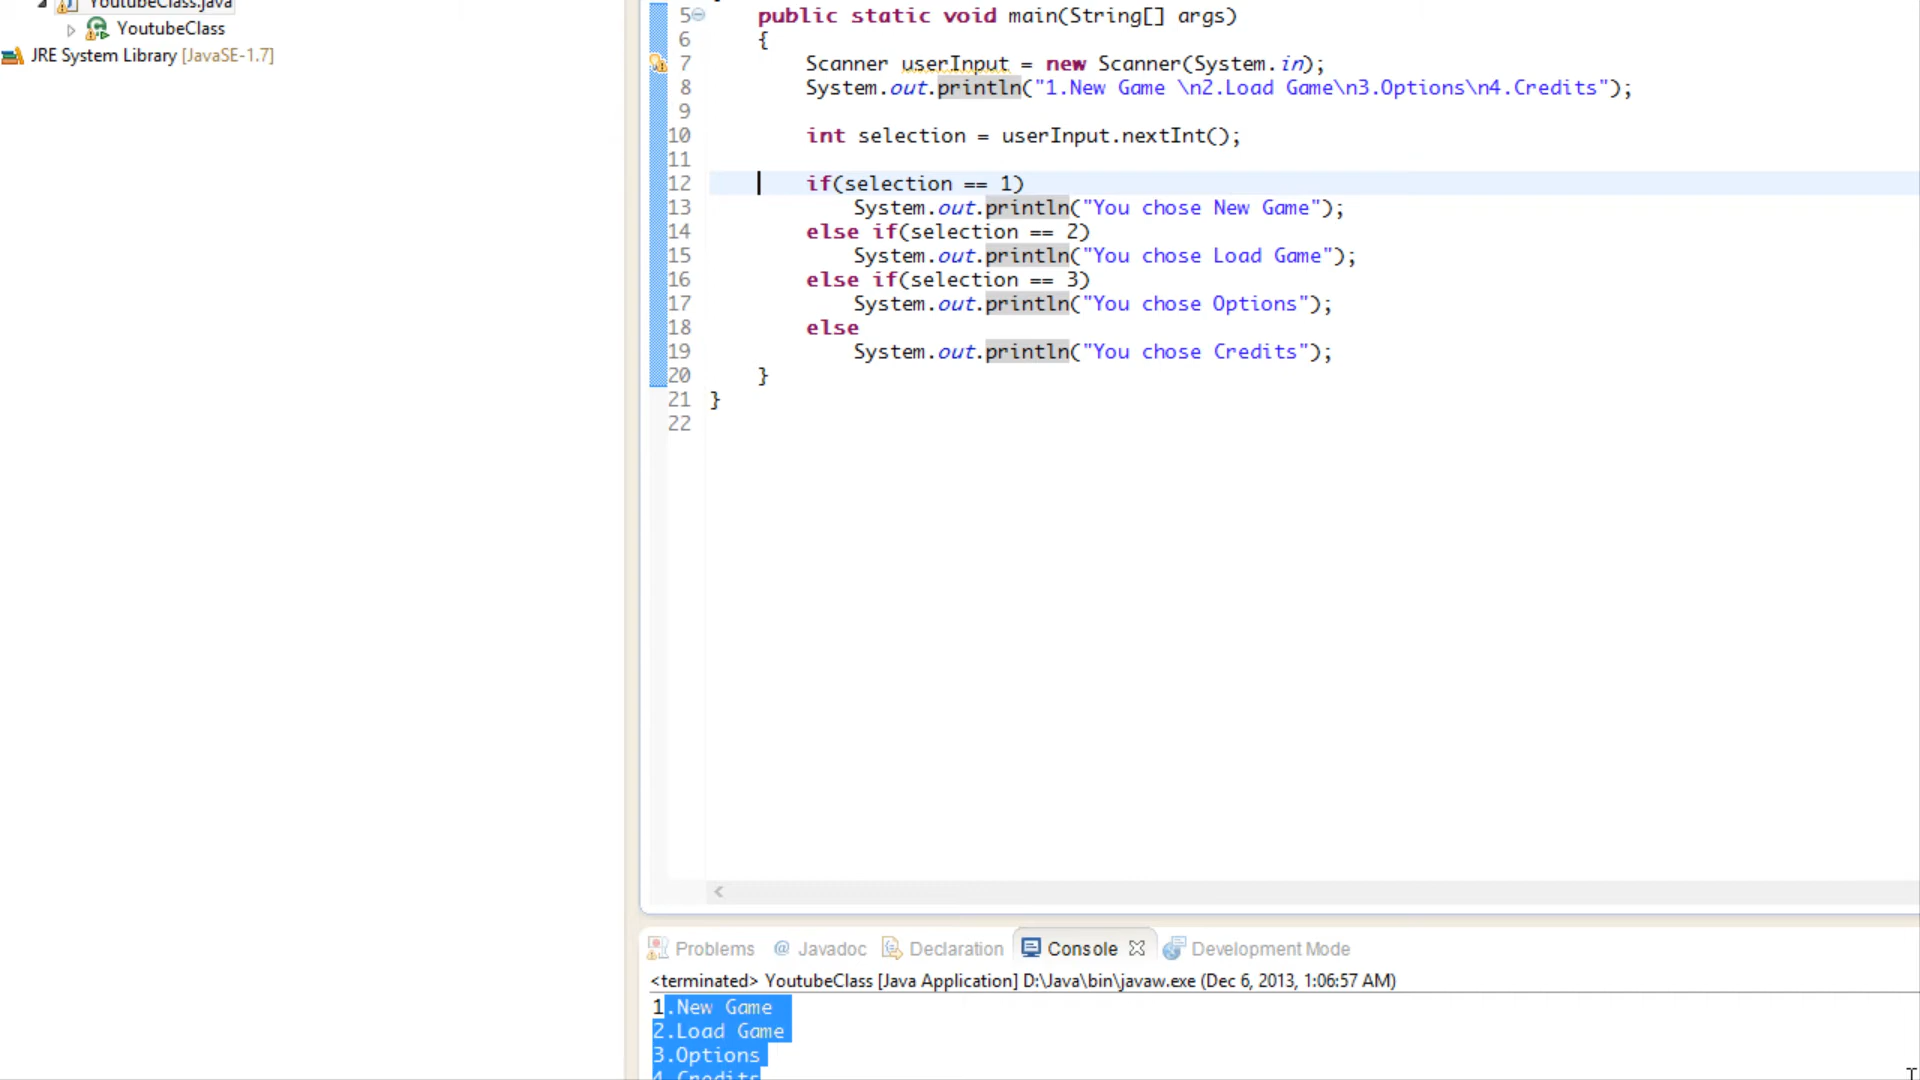 YoutubeClass.java
YoutubeClass
JRE System Library [JavaSE-1.7]
5 public static void main(String[] args)
6 {
7 Scanner userInput = new Scanner(System.in);
8 System.out.println("1.New Game \n2.Load Game\n3.Options\n4.Credits");
9
10 int selection = userInput.nextInt();
11
12 if(selection == 1)
13 System.out.println("You chose New Game");
14 else if(selection == 2)
15 System.out.println("You chose Load Game");
16 else if(selection == 3)
17 System.out.println("You chose Options");
18 else
19 System.out.println("You chose Credits");
20 }
21 }
22
Problems @ Javadoc Declaration Console Development Mode
<terminated> YoutubeClass [Java Application] D:\Java\bin\javaw.exe (Dec 6, 2013, 1:06:57 AM)
1.New Game
2.Load Game
3.Options
4.Credits